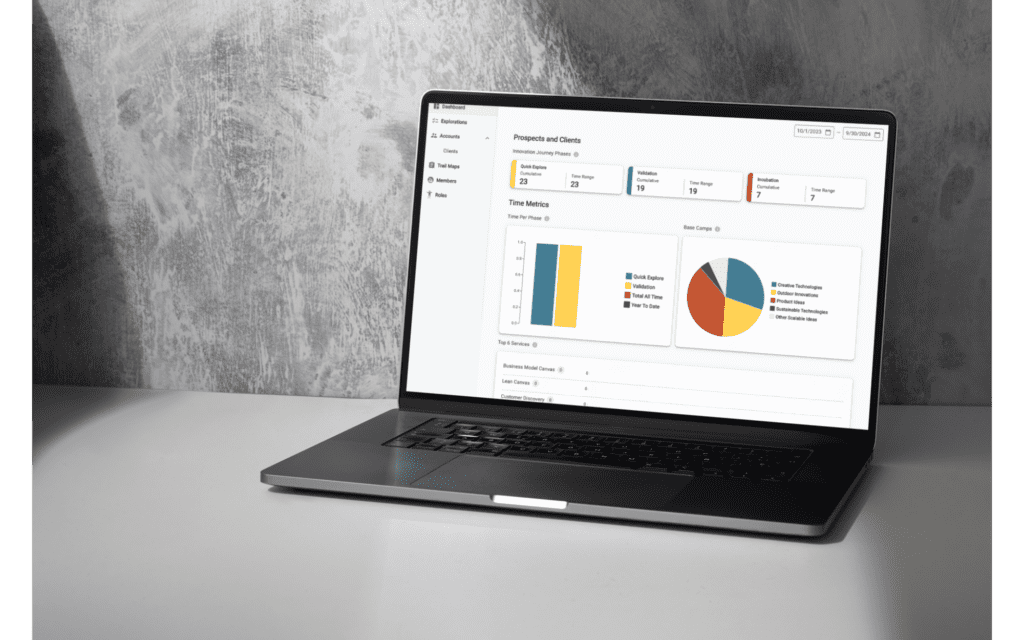 Dashboard
Explorations
Accounts
Clients
Trail Maps
Members
Roles
10/1/2023 – 9/30/2024
Prospects and Clients
Innovation Journey Phases
Quick Explore
Cumulative
23
Time Range
23
Validation
Cumulative
19
Time Range
19
Incubation
Cumulative
7
Time Range
7
Time Metrics
Time Per Phase
1.0
0.8
0.6
0.4
0.2
0.0
Quick Explore
Validation
Total All Time
Year To Date
Base Camps
Creative Technologies
Outdoor Innovations
Product Ideas
Sustainable Technologies
Other Scalable Ideas
Top 6 Services
Business Model Canvas
Lean Canvas
Customer Discovery